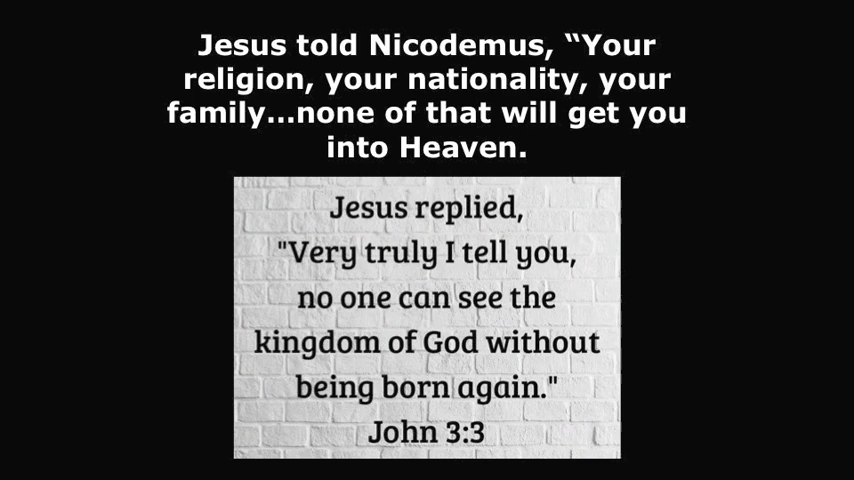 Jesus told Nicodemus, “Your
religion, your nationality, your
family...none of that will get you
into Heaven.
Jesus replied,
"Very truly I tell you,
no one can see the
kingdom of God without
being born again."
John 3:3